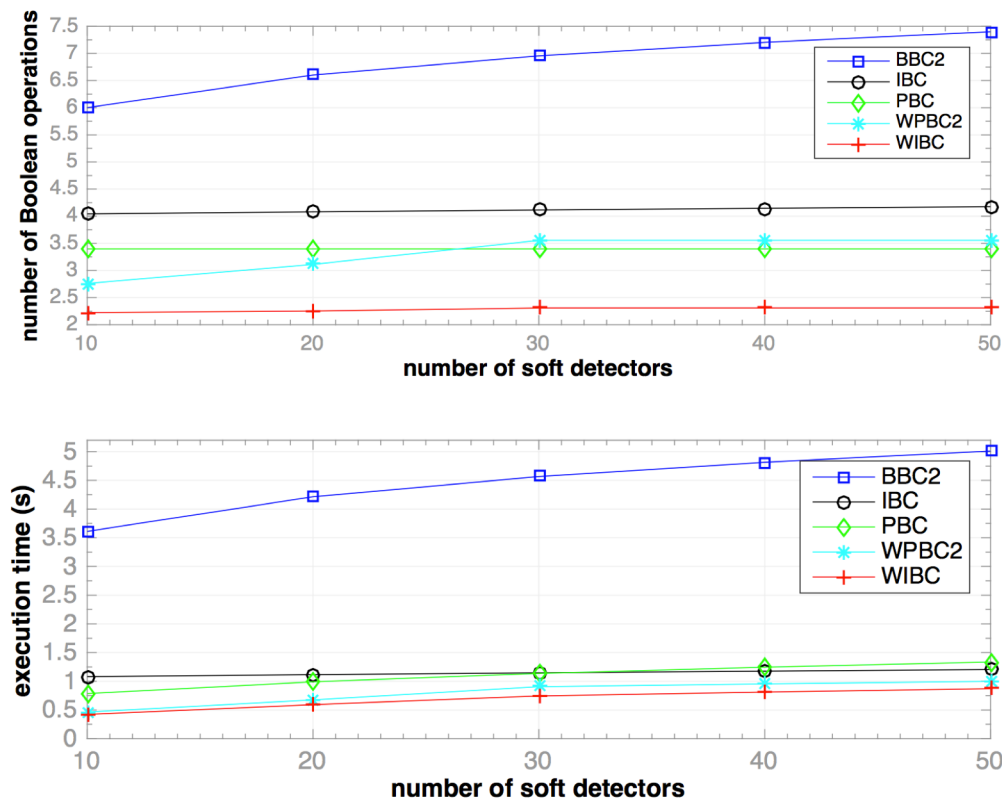 number of Boolean operations
7.5
7
6.5
6
5.5
5
4.5
4
3.5
3
2.5
2
BBC2
IBC
PBC
WPBC2
WIBC
10 20 30 40 50
number of soft detectors
execution time (s)
5
4.5
4
3.5
3
2.5
2
1.5
1
0.5
0
BBC2
IBC
PBC
WPBC2
WIBC
10 20 30 40 50
number of soft detectors